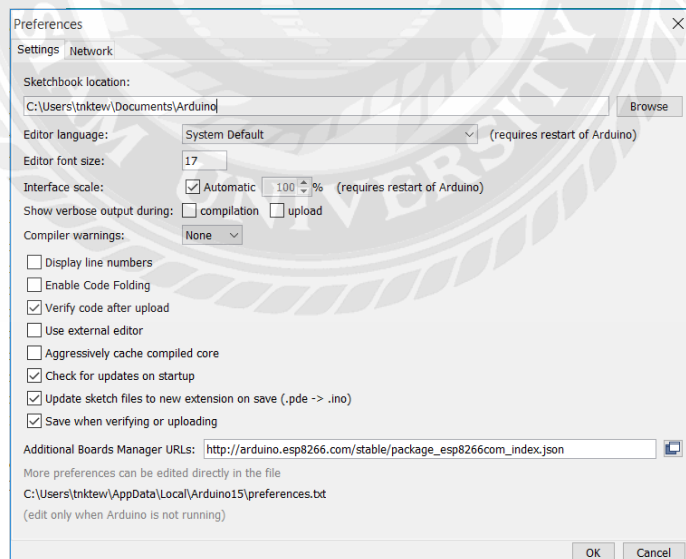 Preferences
Settings Network
Sketchbook location:
C:\Users\tnktew\Documents\Arduino Browse
Editor language: System Default (requires restart of Arduino)
Editor font size: 17
Interface scale: Automatic 100 % (requires restart of Arduino)
Show verbose output during: compilation upload
Compiler warnings: None
Display line numbers
Enable Code Folding
Verify code after upload
Use external editor
Aggressively cache compiled core
Check for updates on startup
Update sketch files to new extension on save (.pde -> .ino)
Save when verifying or uploading
Additional Boards Manager URLs: http://arduino.esp8266.com/stable/package_esp8266com_index.json
More preferences can be edited directly in the file
C:\Users\tnktew\AppData\Local\Arduino15\preferences.txt
(edit only when Arduino is not running)
OK Cancel
UNIVERSITY